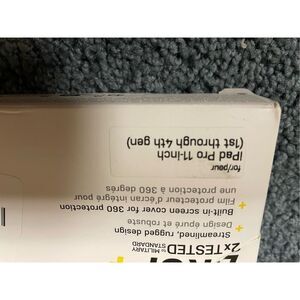 2x TESTED
to MILITARY
STANDARD
+ Streamlined, rugged design
+ Design épuré et robuste
+ Built-in screen cover for 360 protection
+ Film protecteur d'écran intégré pour
une protection à 360 degrés
for/pour
iPad Pro 11-inch
(1st through 4th gen)